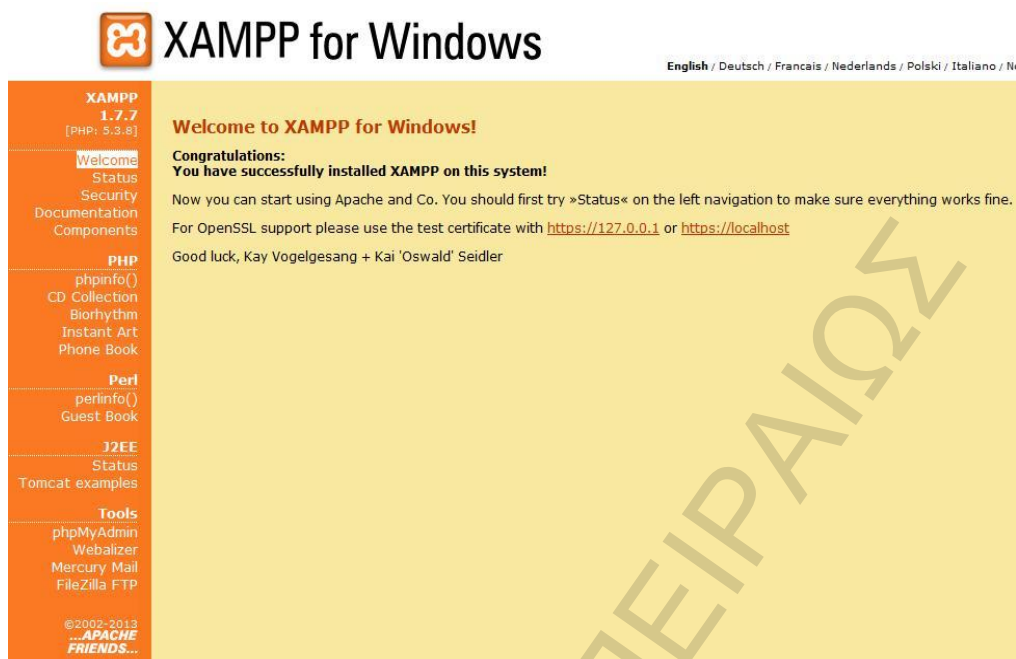 XAMPP for Windows
English / Deutsch / Francais / Nederlands / Polski / Italiano /
XAMPP
1.7.7
[PHP: 5.3.8]
Welcome
Status
Security
Documentation
Components
PHP
phpinfo()
CD Collection
Biorhythm
Instant Art
Phone Book
Perl
perlinfo()
Guest Book
J2EE
Status
Tomcat examples
Tools
phpMyAdmin
Webalizer
Mercury Mail
FileZilla FTP
©2002-2013
...APACHE
FRIENDS...
Welcome to XAMPP for Windows!
Congratulations:
You have successfully installed XAMPP on this system!
Now you can start using Apache and Co. You should first try »Status« on the left navigation to make sure everything works fine.
For OpenSSL support please use the test certificate with https://127.0.0.1 or https://localhost
Good luck, Kay Vogelgesang + Kai 'Oswald' Seidler
ΠΕΙΡΑΙΩΣ